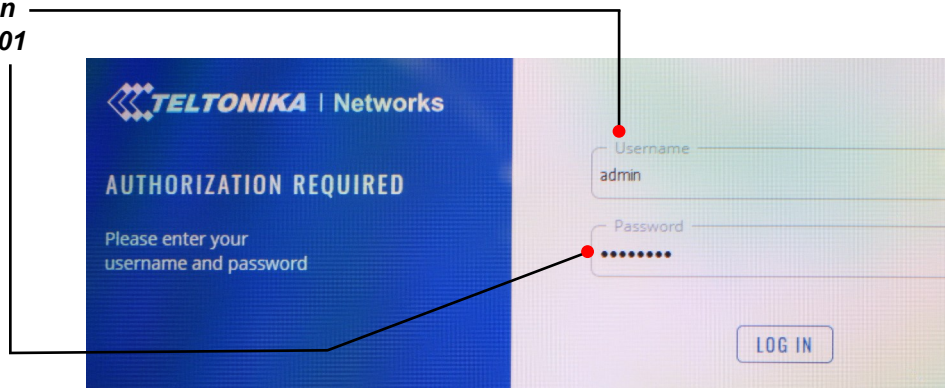 n
01
TELTONIKA | Networks
AUTHORIZATION REQUIRED
Please enter your
username and password
Username
admin
Password
••••••••
LOG IN